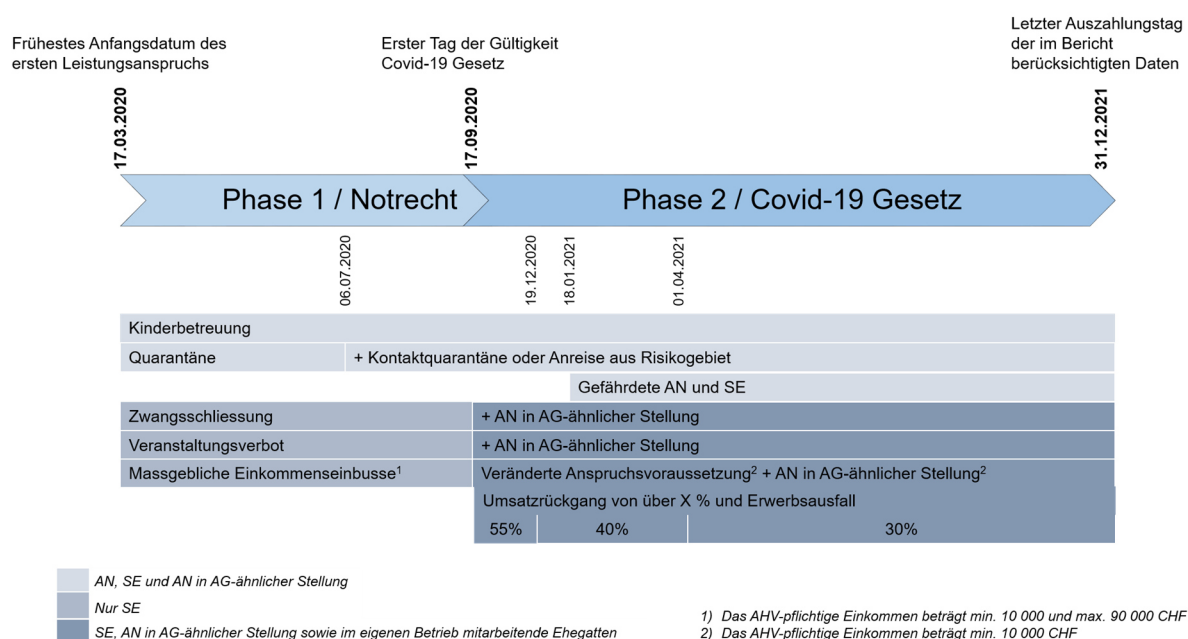 Frühestes Anfangsdatum des
ersten Leistungsanspruchs
Erster Tag der Gültigkeit
Covid-19 Gesetz
Letzter Auszahlungstag
der im Bericht
berücksichtigten Daten
17.03.2020
17.09.2020
31.12.2021
Phase 1 / Notrecht
Phase 2 / Covid-19 Gesetz
06.07.2020
19.12.2020
18.01.2021
01.04.2021
Kinderbetreuung
Quarantäne
+ Kontaktquarantäne oder Anreise aus Risikogebiet
Gefährdete AN und SE
Zwangsschliessung
+ AN in AG-ähnlicher Stellung
Veranstaltungsverbot
+ AN in AG-ähnlicher Stellung
Massgebliche Einkommenseinbusse¹
Veränderte Anspruchsvoraussetzung² + AN in AG-ähnlicher Stellung²
Umsatzrückgang von über X % und Erwerbsausfall
55%
40%
30%
AN, SE und AN in AG-ähnlicher Stellung
Nur SE
SE, AN in AG-ähnlicher Stellung sowie im eigenen Betrieb mitarbeitende Ehegatten
1) Das AHV-pflichtige Einkommen beträgt min. 10 000 und max. 90 000 CHF
2) Das AHV-pflichtige Einkommen beträgt min. 10 000 CHF